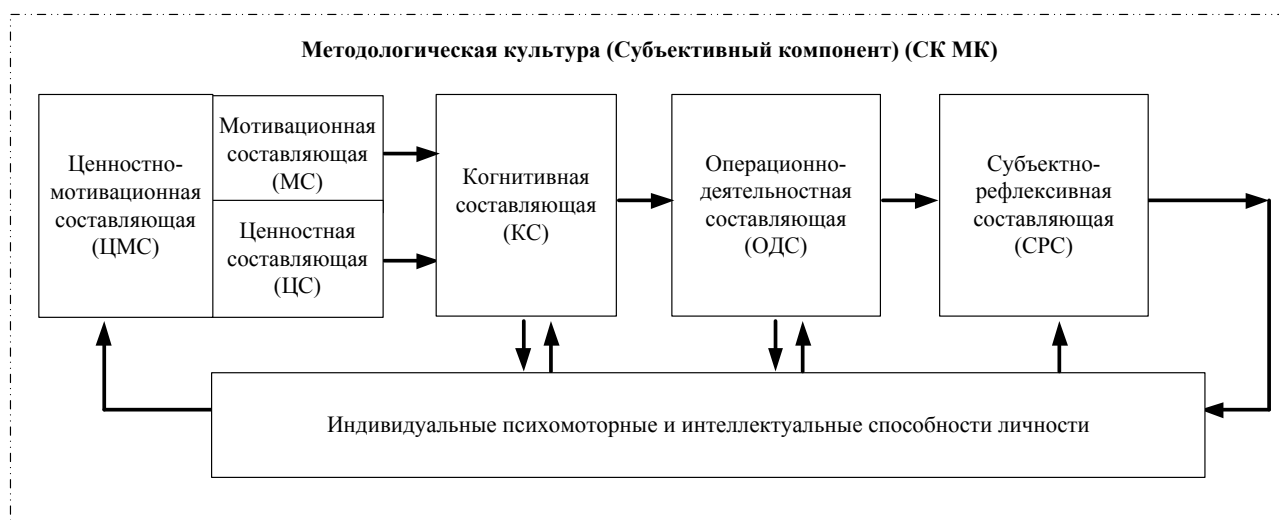 Методологическая культура (Субъективный компонент) (СК МК)
Ценностно-
мотивационная
составляющая
(ЦМС)
Мотивационная
составляющая
(МС)
Ценностная
составляющая
(ЦС)
Когнитивная
составляющая
(КС)
Операционно-
деятельностная
составляющая
(ОДС)
Субъектно-
рефлексивная
составляющая
(СРС)
Индивидуальные психомоторные и интеллектуальные способности личности